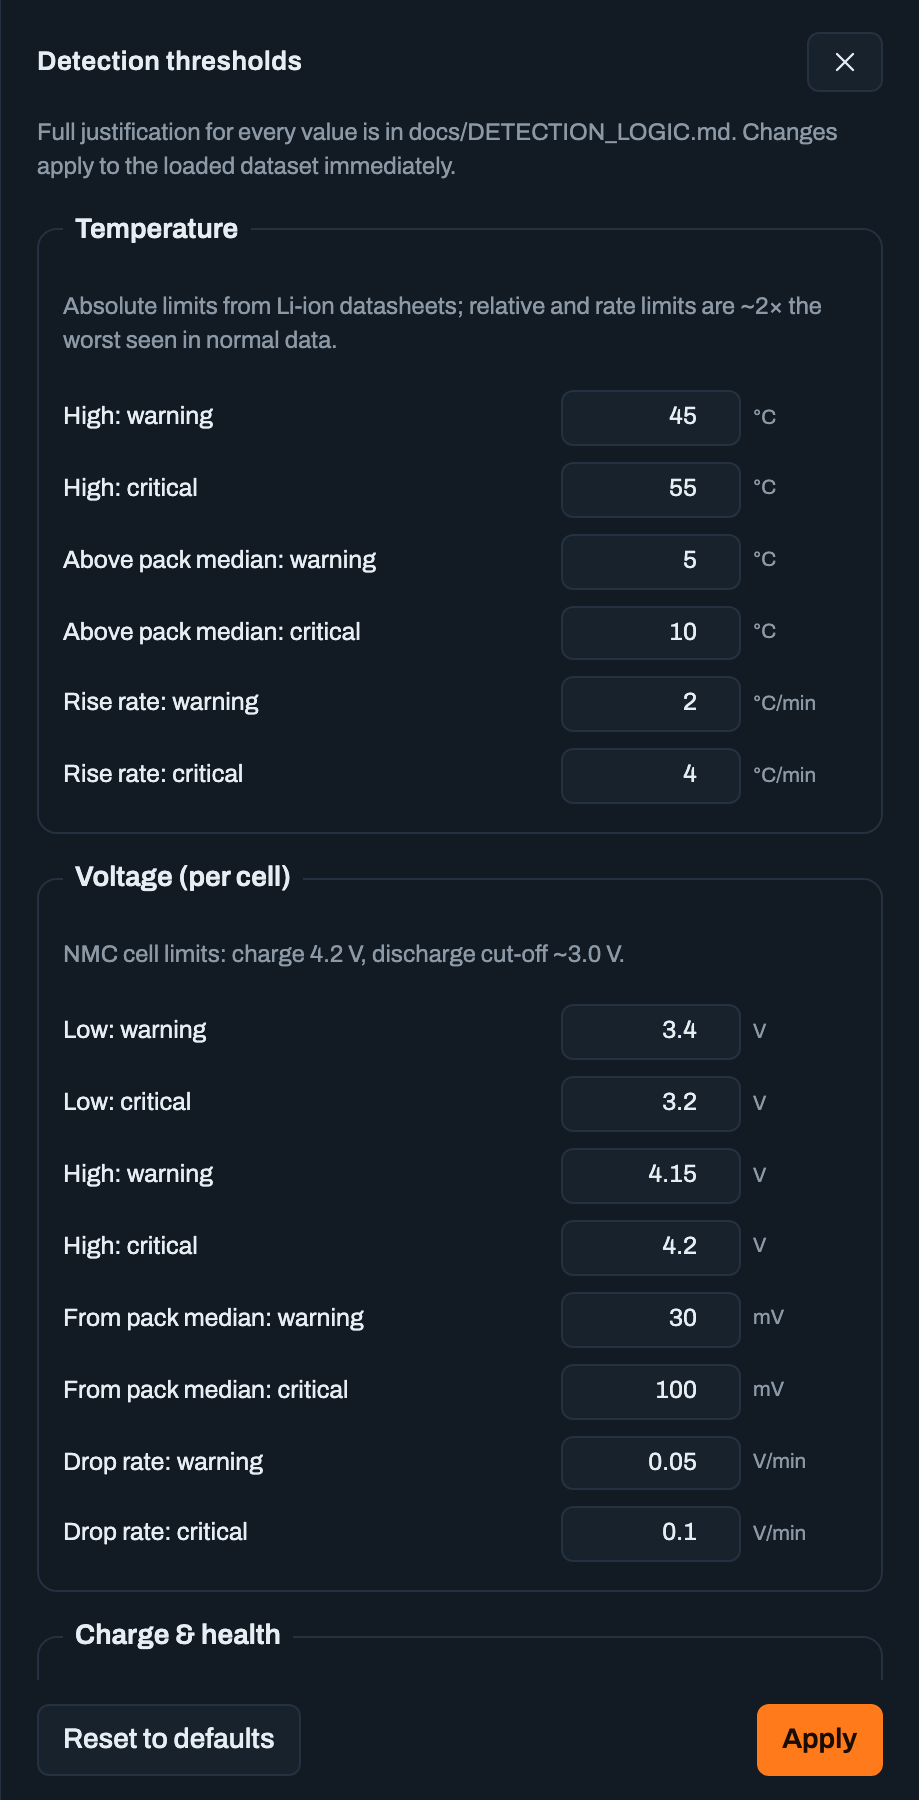 Detection thresholds
Full justification for every value is in docs/DETECTION_LOGIC.md. Changes
apply to the loaded dataset immediately.
Temperature
Absolute limits from Li-ion datasheets; relative and rate limits are ~2× the
worst seen in normal data.
High: warning 45 °C
High: critical 55 °C
Above pack median: warning 5 °C
Above pack median: critical 10 °C
Rise rate: warning 2 °C/min
Rise rate: critical 4 °C/min
Voltage (per cell)
NMC cell limits: charge 4.2 V, discharge cut-off ~3.0 V.
Low: warning 3.4 V
Low: critical 3.2 V
High: warning 4.15 V
High: critical 4.2 V
From pack median: warning 30 mV
From pack median: critical 100 mV
Drop rate: warning 0.05 V/min
Drop rate: critical 0.1 V/min
Charge & health
Reset to defaults Apply